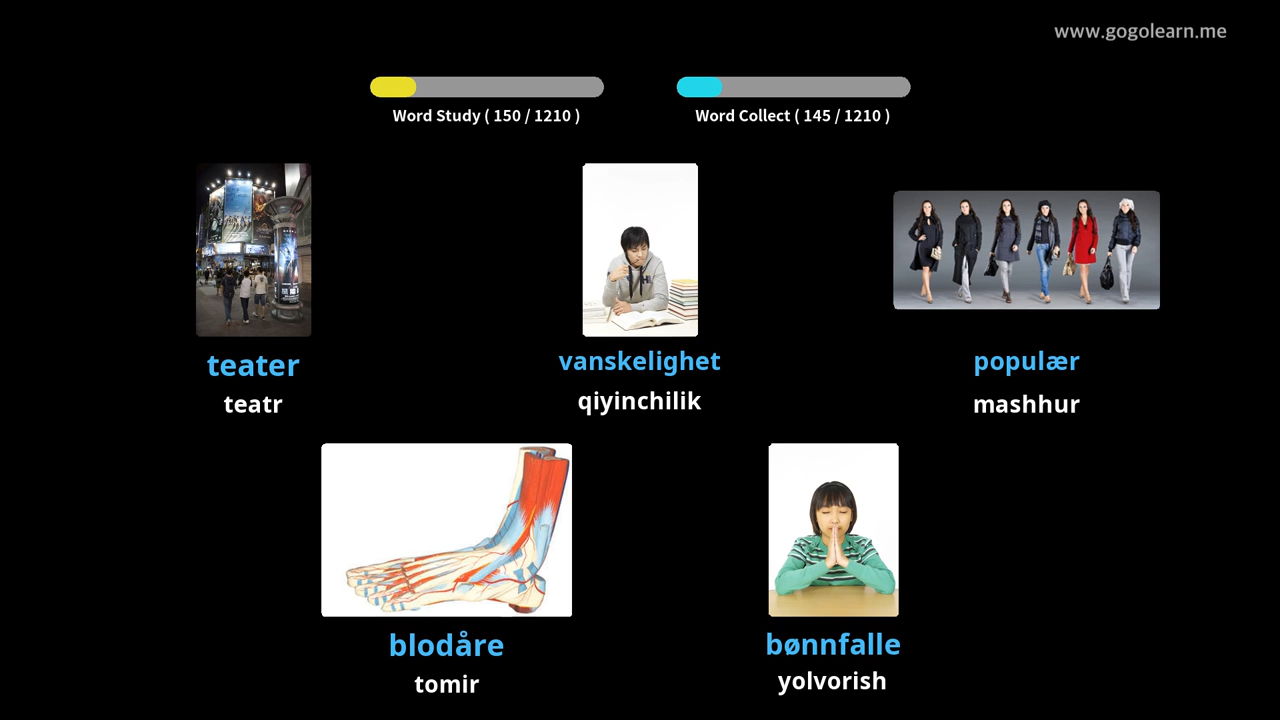 www.gogolearn.me
Word Study ( 150 / 1210 )
Word Collect ( 145 / 1210 )
teater
teatr
vanskelighet
qiyinchilik
populær
mashhur
blodåre
tomir
bønnfalle
yolvorish